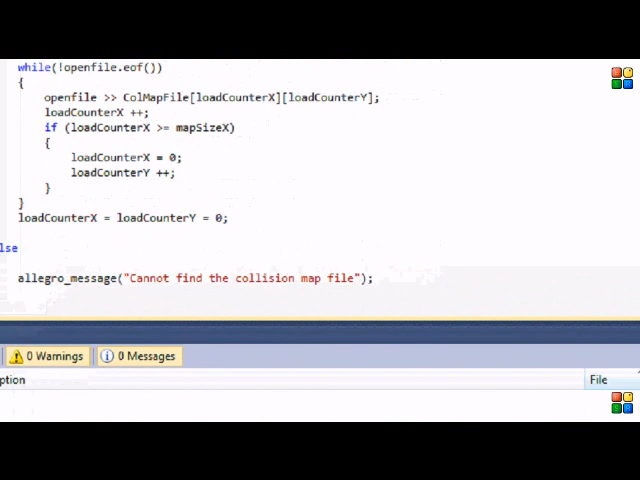 while(!openfile.eof())
{
openfile >> ColMapFile[loadCounterX][loadCounterY];
loadCounterX ++;
if (loadCounterX >= mapSizeX)
{
loadCounterX = 0;
loadCounterY ++;
}
}
loadCounterX = loadCounterY = 0;
lse
allegro_message("Cannot find the collision map file");
0 Warnings
0 Messages
ption
File